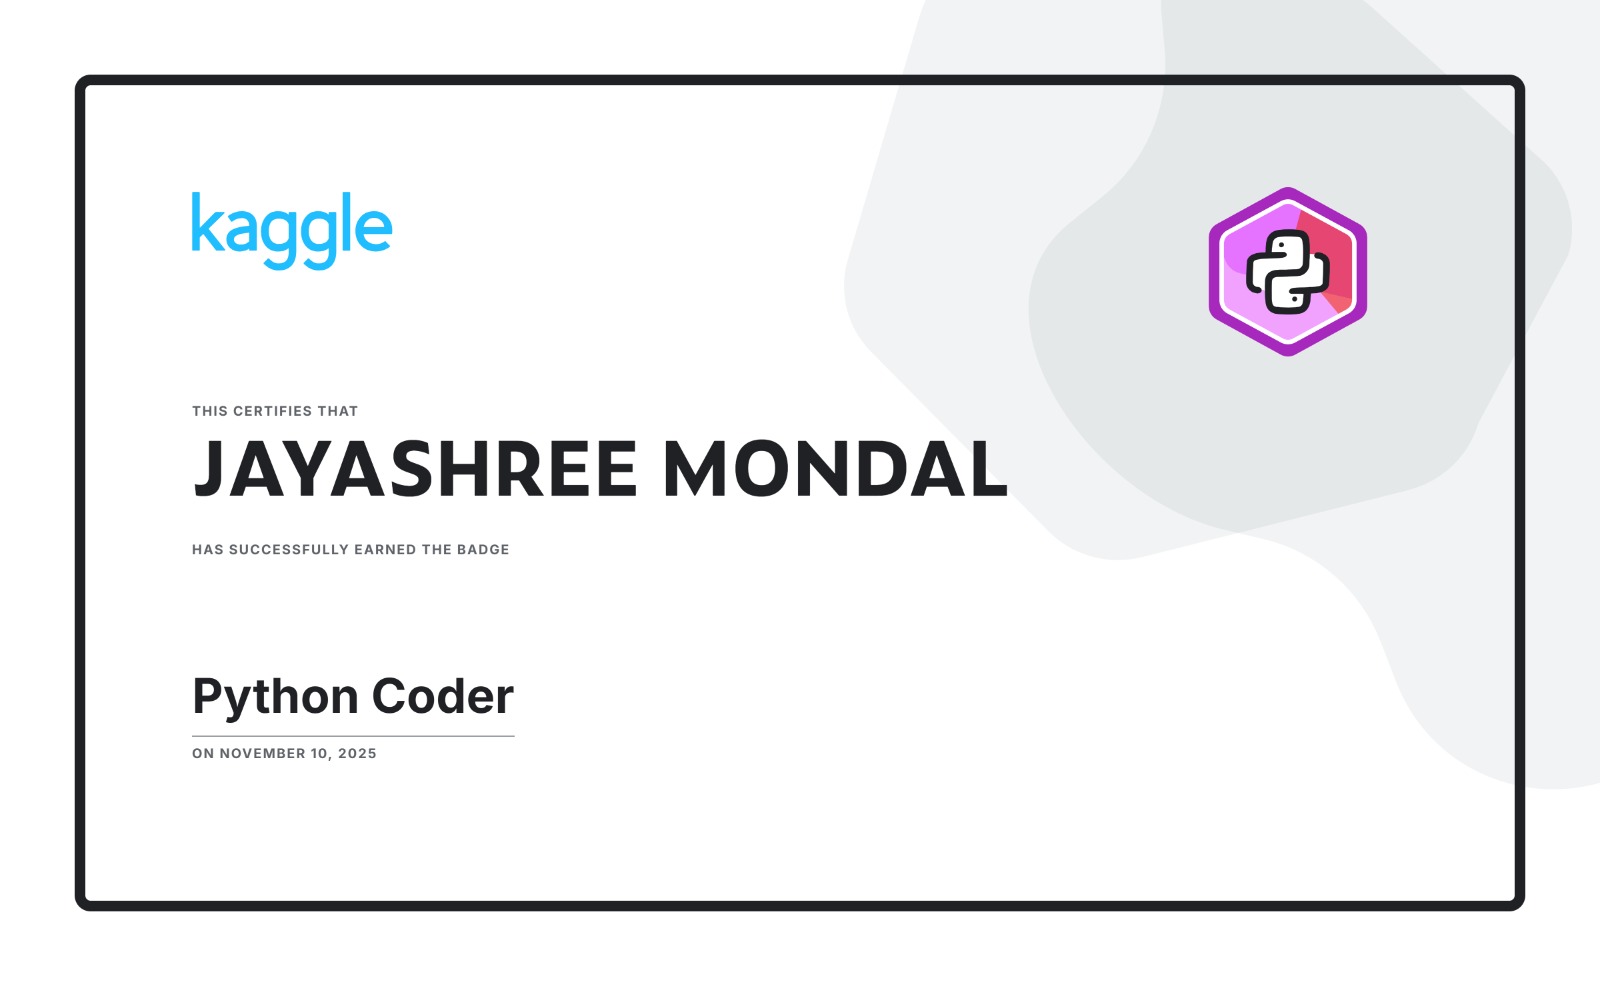 kaggle
THIS CERTIFIES THAT
JAYASHREE MONDAL
HAS SUCCESSFULLY EARNED THE BADGE
Python Coder
ON NOVEMBER 10, 2025